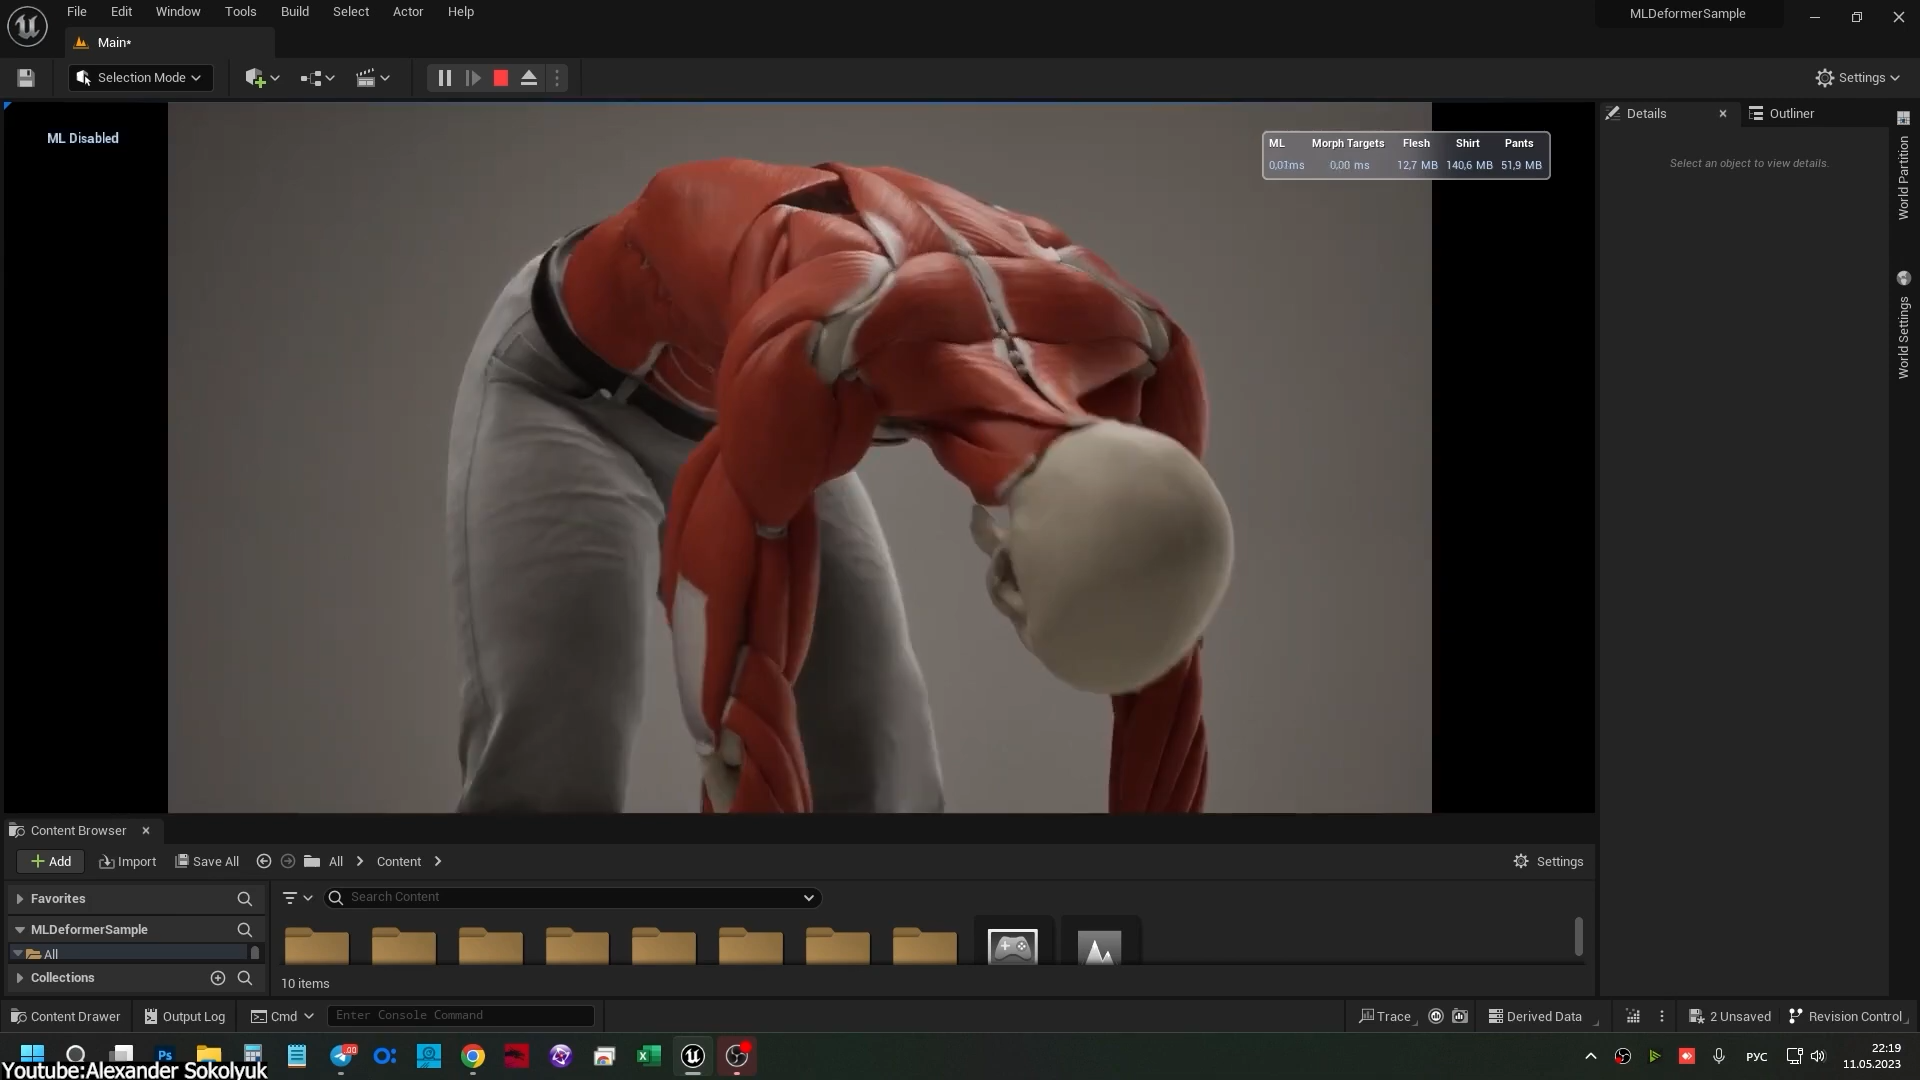 File Edit Window Tools Build Select Actor Help
MLDeformerSample
Main*
Selection Mode
Settings
ML Disabled
ML Morph Targets Flesh Shirt Pants
0,01ms 0,00 ms 12,7 MB 140,6 MB 51,9 MB
Details
Outliner
Select an object to view details.
World Partition
World Settings
Content Browser
Add Import Save All All Content Settings
Favorites
Search Content
MLDeformerSample
All
Collections
10 items
Content Drawer Output Log Cmd Enter Console Command Trace Derived Data 2 Unsaved Revision Control
Ps
.00
РУС
22:19
11.05.2023
Youtube:Alexander Sokolyuk